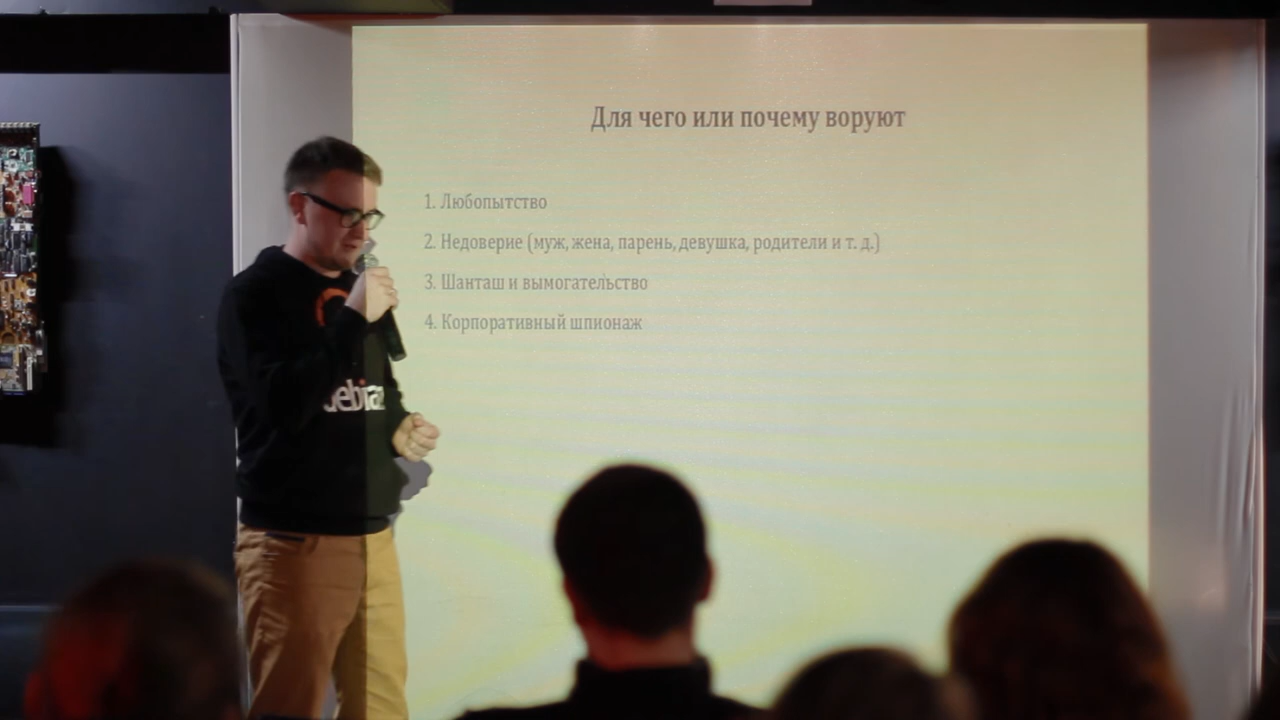 Для чего или почему воруют
1. Любопытство
2. Недоверие (муж, жена, парень, девушка, родители и т. д.)
3. Шанташ и вымогательство
4. Корпоративный шпионаж
debian